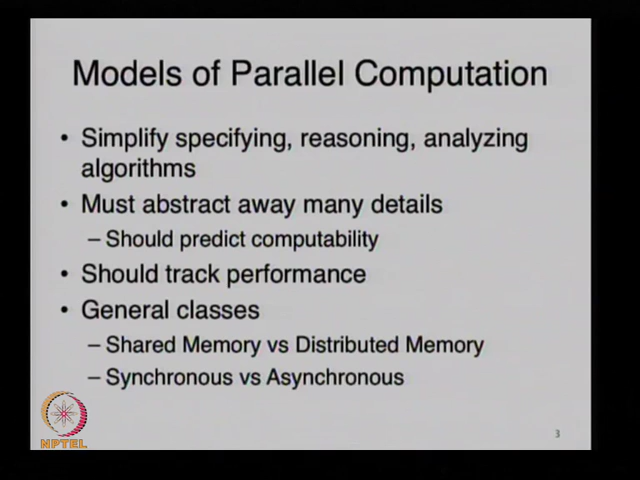 Models of Parallel Computation
• Simplify specifying, reasoning, analyzing
algorithms
• Must abstract away many details
– Should predict computability
• Should track performance
• General classes
– Shared Memory vs Distributed Memory
– Synchronous vs Asynchronous
NPTEL
3